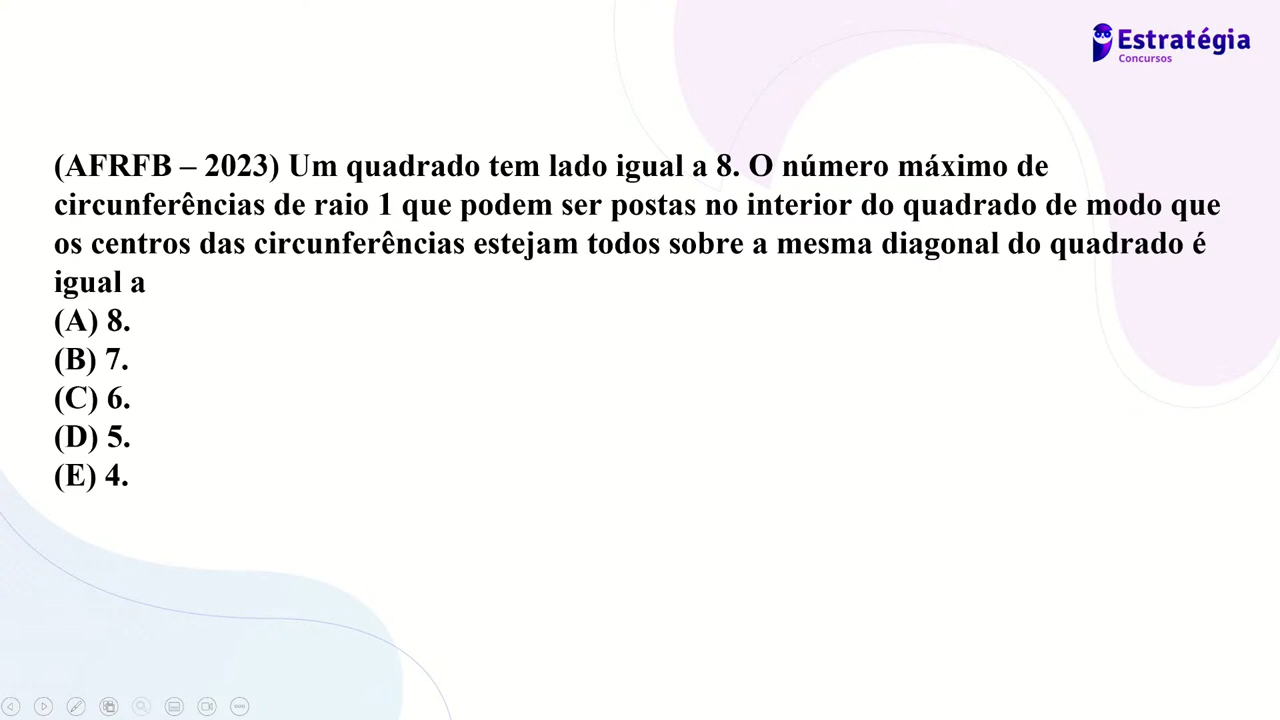 Estratégia
Concursos
(AFRFB – 2023) Um quadrado tem lado igual a 8. O número máximo de
circunferências de raio 1 que podem ser postas no interior do quadrado de modo que
os centros das circunferências estejam todos sobre a mesma diagonal do quadrado é
igual a
(A) 8.
(B) 7.
(C) 6.
(D) 5.
(E) 4.